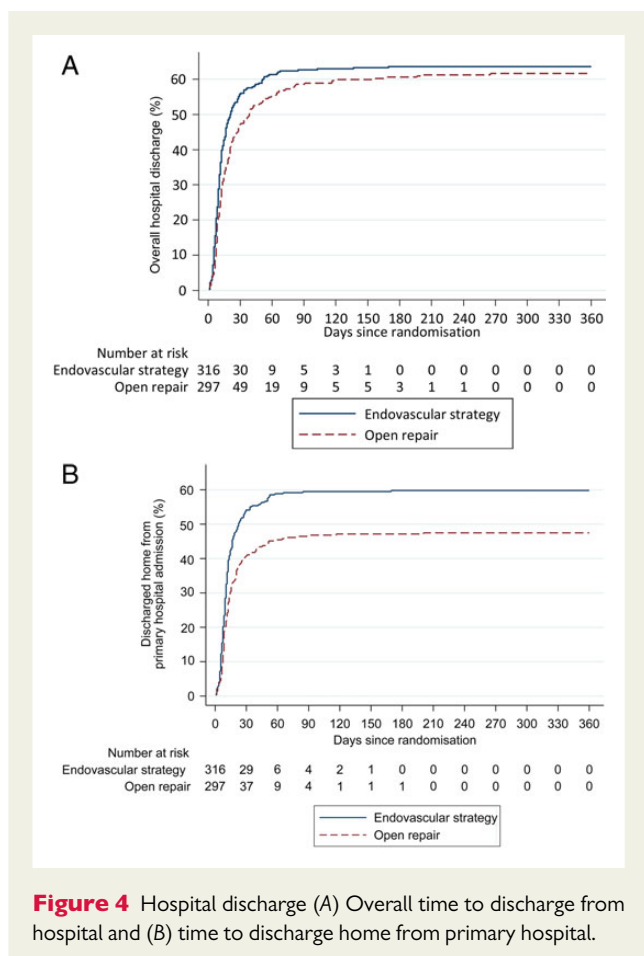 A
Overall hospital discharge (%)
60
50
40
30
20
10
0
0 30 60 90 120 150 180 210 240 270 300 330 360
Days since randomisation
Number at risk
Endovascular strategy 316 30 9 5 3 1 0 0 0 0 0 0 0
Open repair 297 49 19 9 5 5 3 1 1 0 0 0 0
Endovascular strategy
Open repair
B
Discharged home from
primary hospital admission (%)
60
50
40
30
20
10
0
0 30 60 90 120 150 180 210 240 270 300 330 360
Days since randomisation
Number at risk
Endovascular strategy 316 29 6 4 2 1 0 0 0 0 0 0 0
Open repair 297 37 9 4 1 1 1 0 0 0 0 0 0
Endovascular strategy
Open repair
Figure 4 Hospital discharge (A) Overall time to discharge from
hospital and (B) time to discharge home from primary hospital.